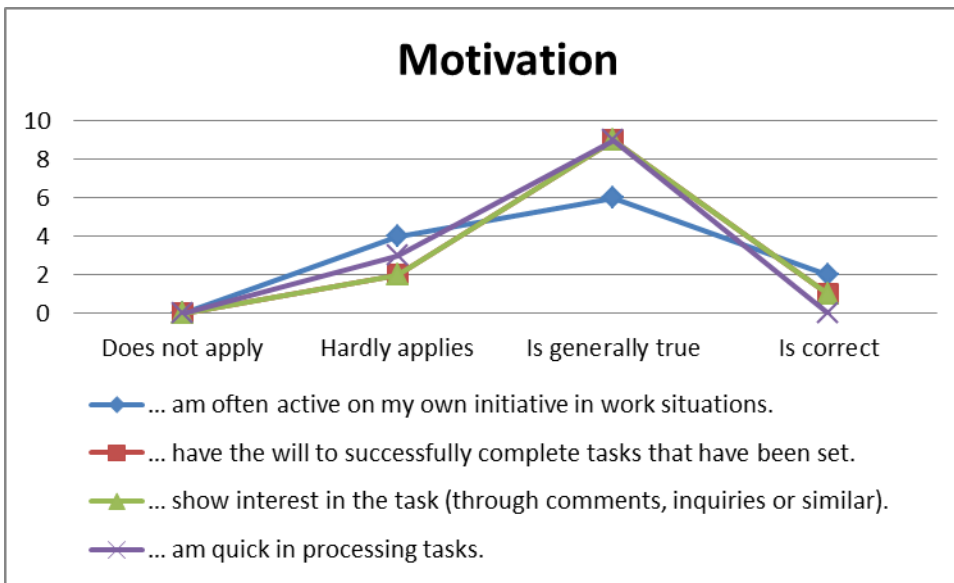 Motivation
10
8
6
4
2
0
Does not apply Hardly applies Is generally true Is correct
... am often active on my own initiative in work situations.
... have the will to successfully complete tasks that have been set.
... show interest in the task (through comments, inquiries or similar).
... am quick in processing tasks.